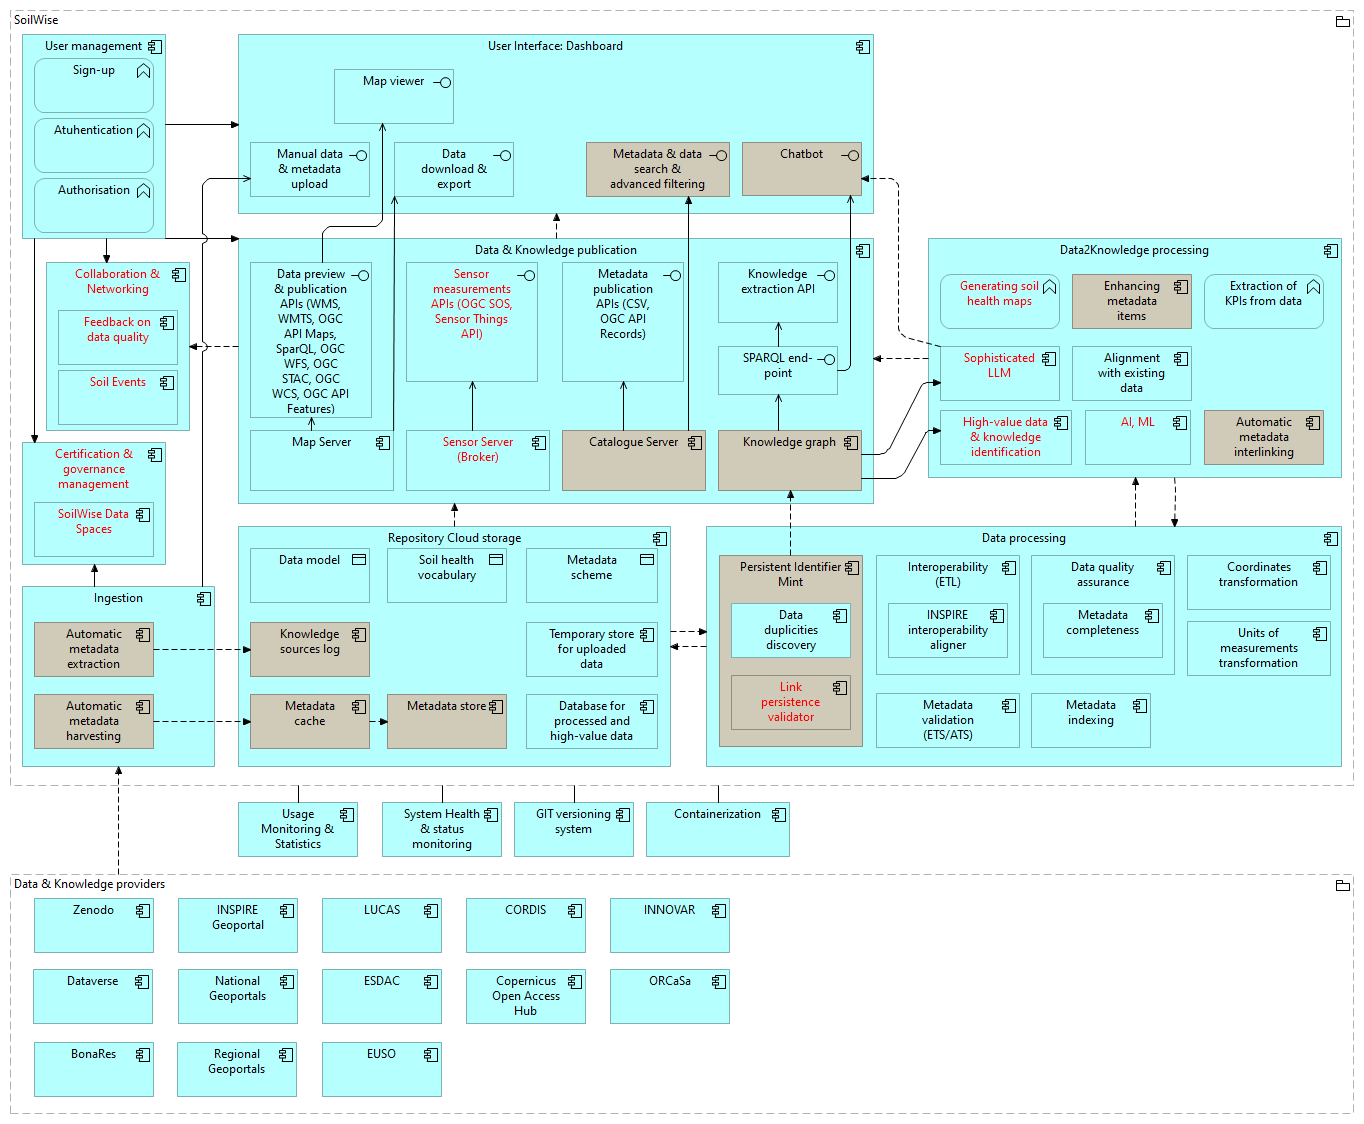 SoilWise
User management
Sign-up
Atuhentication
Authorisation
User Interface: Dashboard
Map viewer
Manual data
& metadata
upload
Data
download &
export
Metadata & data
search &
advanced filtering
Chatbot
Collaboration &
Networking
Feedback on
data quality
Soil Events
Data & Knowledge publication
Data preview
& publication
APIs (WMS,
WMTS, OGC
API Maps,
SparQL, OGC
WFS, OGC
STAC, OGC
WCS, OGC API
Features)
Sensor
measurements
APIs (OGC SOS,
Sensor Things
API)
Metadata
publication
APIs (CSV,
OGC API
Records)
Knowledge
extraction API
SPARQL end-
point
Map Server
Sensor Server
(Broker)
Catalogue Server
Knowledge graph
Data2Knowledge processing
Generating soil
health maps
Enhancing
metadata
items
Extraction of
KPIs from data
Sophisticated
LLM
Alignment
with existing
data
High-value data
& knowledge
identification
AI, ML
Automatic
metadata
interlinking
Certification &
governance
management
SoilWise Data
Spaces
Ingestion
Automatic
metadata
extraction
Automatic
metadata
harvesting
Repository Cloud storage
Data model
Soil health
vocabulary
Metadata
scheme
Knowledge
sources log
Temporary store
for uploaded
data
Metadata
cache
Metadata store
Database for
processed and
high-value data
Data processing
Persistent Identifier
Mint
Data
duplicities
discovery
Link
persistence
validator
Interoperability
(ETL)
INSPIRE
interoperability
aligner
Data quality
assurance
Metadata
completeness
Coordinates
transformation
Units of
measurements
transformation
Metadata
validation
(ETS/ATS)
Metadata
indexing
Usage
Monitoring &
Statistics
System Health
& status
monitoring
GIT versioning
system
Containerization
Data & Knowledge providers
Zenodo
INSPIRE
Geoportal
LUCAS
CORDIS
INNOVAR
Dataverse
National
Geoportals
ESDAC
Copernicus
Open Access
Hub
ORCaSa
BonaRes
Regional
Geoportals
EUSO